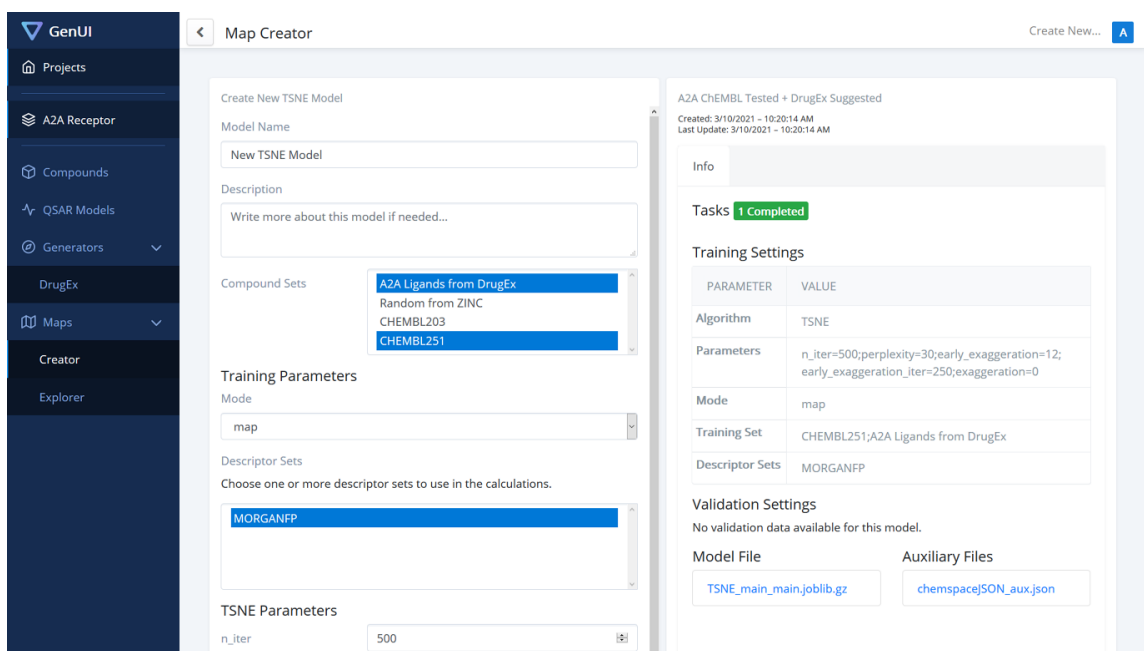 GenUI
Projects
A2A Receptor
Compounds
QSAR Models
Generators
DrugEx
Maps
Creator
Explorer
Map Creator
Create New...
A
Create New TSNE Model
Model Name
New TSNE Model
Description
Write more about this model if needed...
Compound Sets
A2A Ligands from DrugEx
Random from ZINC
CHEMBL203
CHEMBL251
Training Parameters
Mode
map
Descriptor Sets
Choose one or more descriptor sets to use in the calculations.
MORGANFP
TSNE Parameters
n_iter
500
A2A ChEMBL Tested + DrugEx Suggested
Created: 3/10/2021 – 10:20:14 AM
Last Update: 3/10/2021 – 10:20:14 AM
Info
Tasks 1 Completed
Training Settings
PARAMETER VALUE
Algorithm TSNE
Parameters n_iter=500;perplexity=30;early_exaggeration=12;
early_exaggeration_iter=250;exaggeration=0
Mode map
Training Set CHEMBL251;A2A Ligands from DrugEx
Descriptor Sets MORGANFP
Validation Settings
No validation data available for this model.
Model File
TSNE_main_main.joblib.gz
Auxiliary Files
chemspaceJSON_aux.json